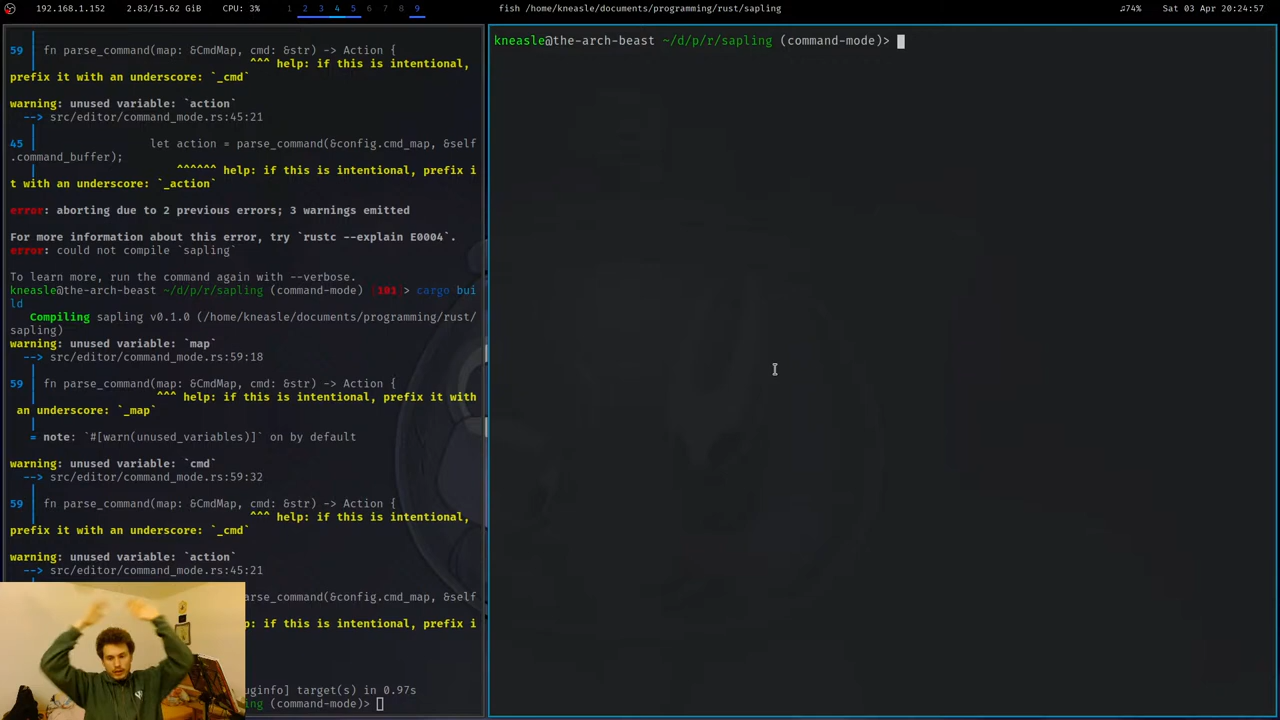 192.168.1.152 2.83/15.62 GiB CPU: 3% 1 2 3 4 5 6 7 8 9 fish /home/kneasle/documents/programming/rust/sapling ♫74% Sat 03 Apr 20:24:57
59 | fn parse_command(map: &CmdMap, cmd: &str) -> Action {
| ^^^ help: if this is intentional,
prefix it with an underscore: `_cmd`
warning: unused variable: `action`
--> src/editor/command_mode.rs:45:21
|
45 | let action = parse_command(&config.cmd_map, &self
.command_buffer);
| ^^^^^^ help: if this is intentional, prefix i
t with an underscore: `_action`
error: aborting due to 2 previous errors; 3 warnings emitted
For more information about this error, try `rustc --explain E0004`.
error: could not compile `sapling`
To learn more, run the command again with --verbose.
kneasle@the-arch-beast ~/d/p/r/sapling (command-mode) [101]> cargo bui
ld
Compiling sapling v0.1.0 (/home/kneasle/documents/programming/rust/
sapling)
warning: unused variable: `map`
--> src/editor/command_mode.rs:59:18
|
59 | fn parse_command(map: &CmdMap, cmd: &str) -> Action {
| ^^^ help: if this is intentional, prefix it with
an underscore: `_map`
|
= note: `#[warn(unused_variables)]` on by default
warning: unused variable: `cmd`
--> src/editor/command_mode.rs:59:32
|
59 | fn parse_command(map: &CmdMap, cmd: &str) -> Action {
| ^^^ help: if this is intentional,
prefix it with an underscore: `_cmd`
warning: unused variable: `action`
--> src/editor/command_mode.rs:45:21
_command(&config.cmd_map, &self
p: if this is intentional, prefix i
uginfo] target(s) in 0.97s
ling (command-mode)>
kneasle@the-arch-beast ~/d/p/r/sapling (command-mode)>